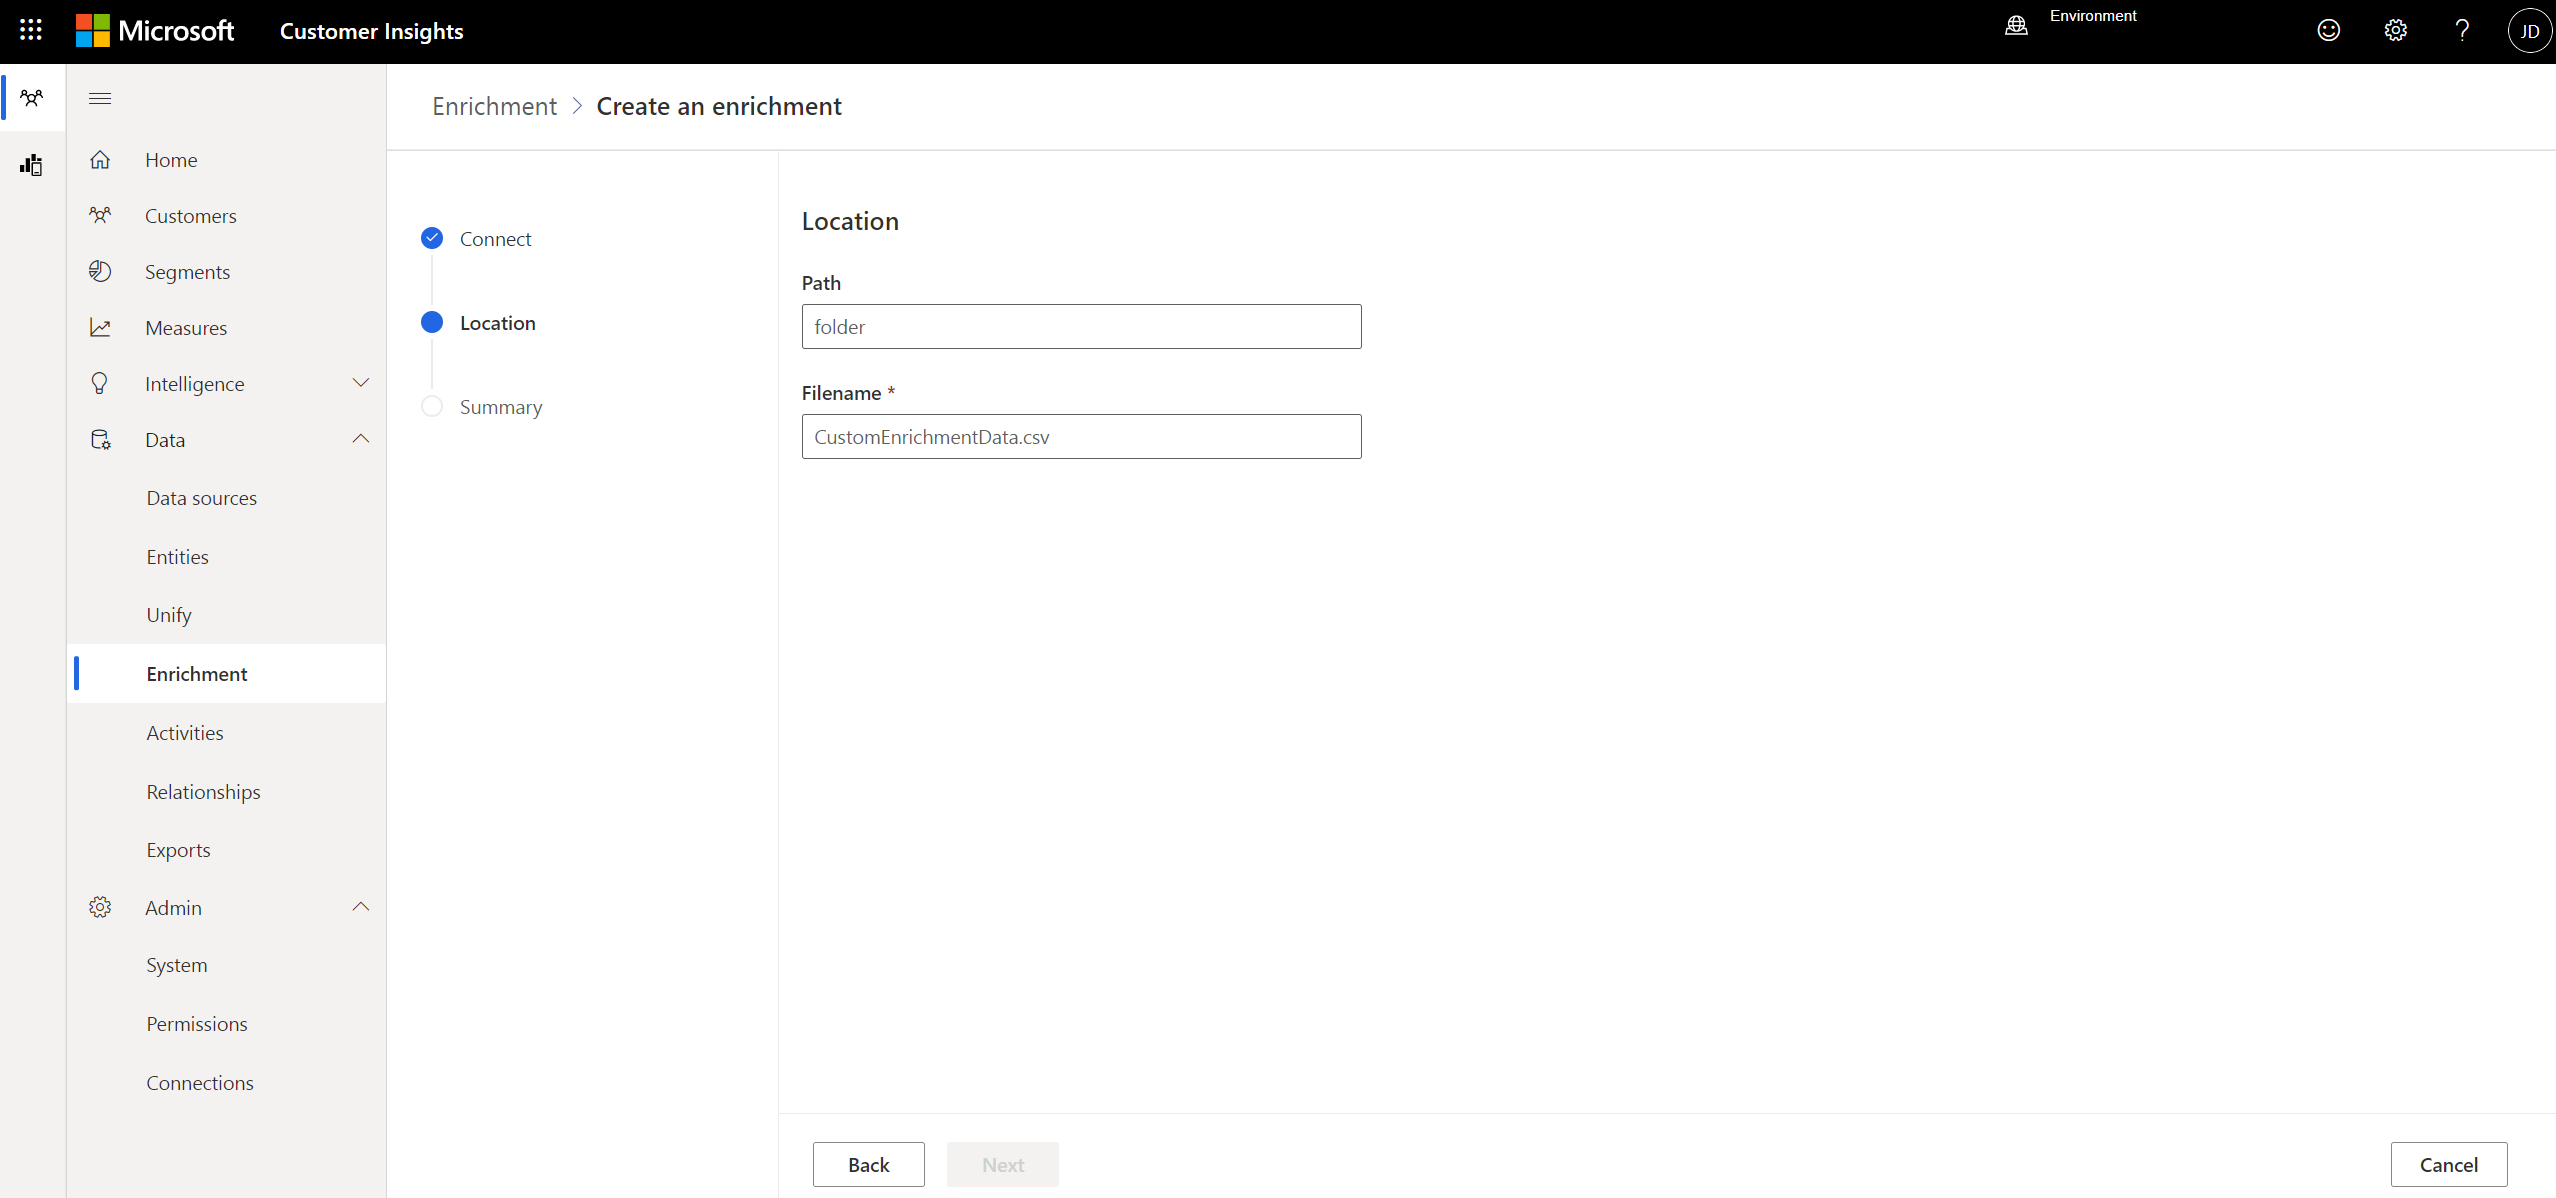 Microsoft Customer Insights
Environment
JD
Home
Customers
Segments
Measures
Intelligence
Data
Data sources
Entities
Unify
Enrichment
Activities
Relationships
Exports
Admin
System
Permissions
Connections
Enrichment > Create an enrichment
Connect
Location
Summary
Location
Path
folder
Filename *
CustomEnrichmentData.csv
Back
Next
Cancel